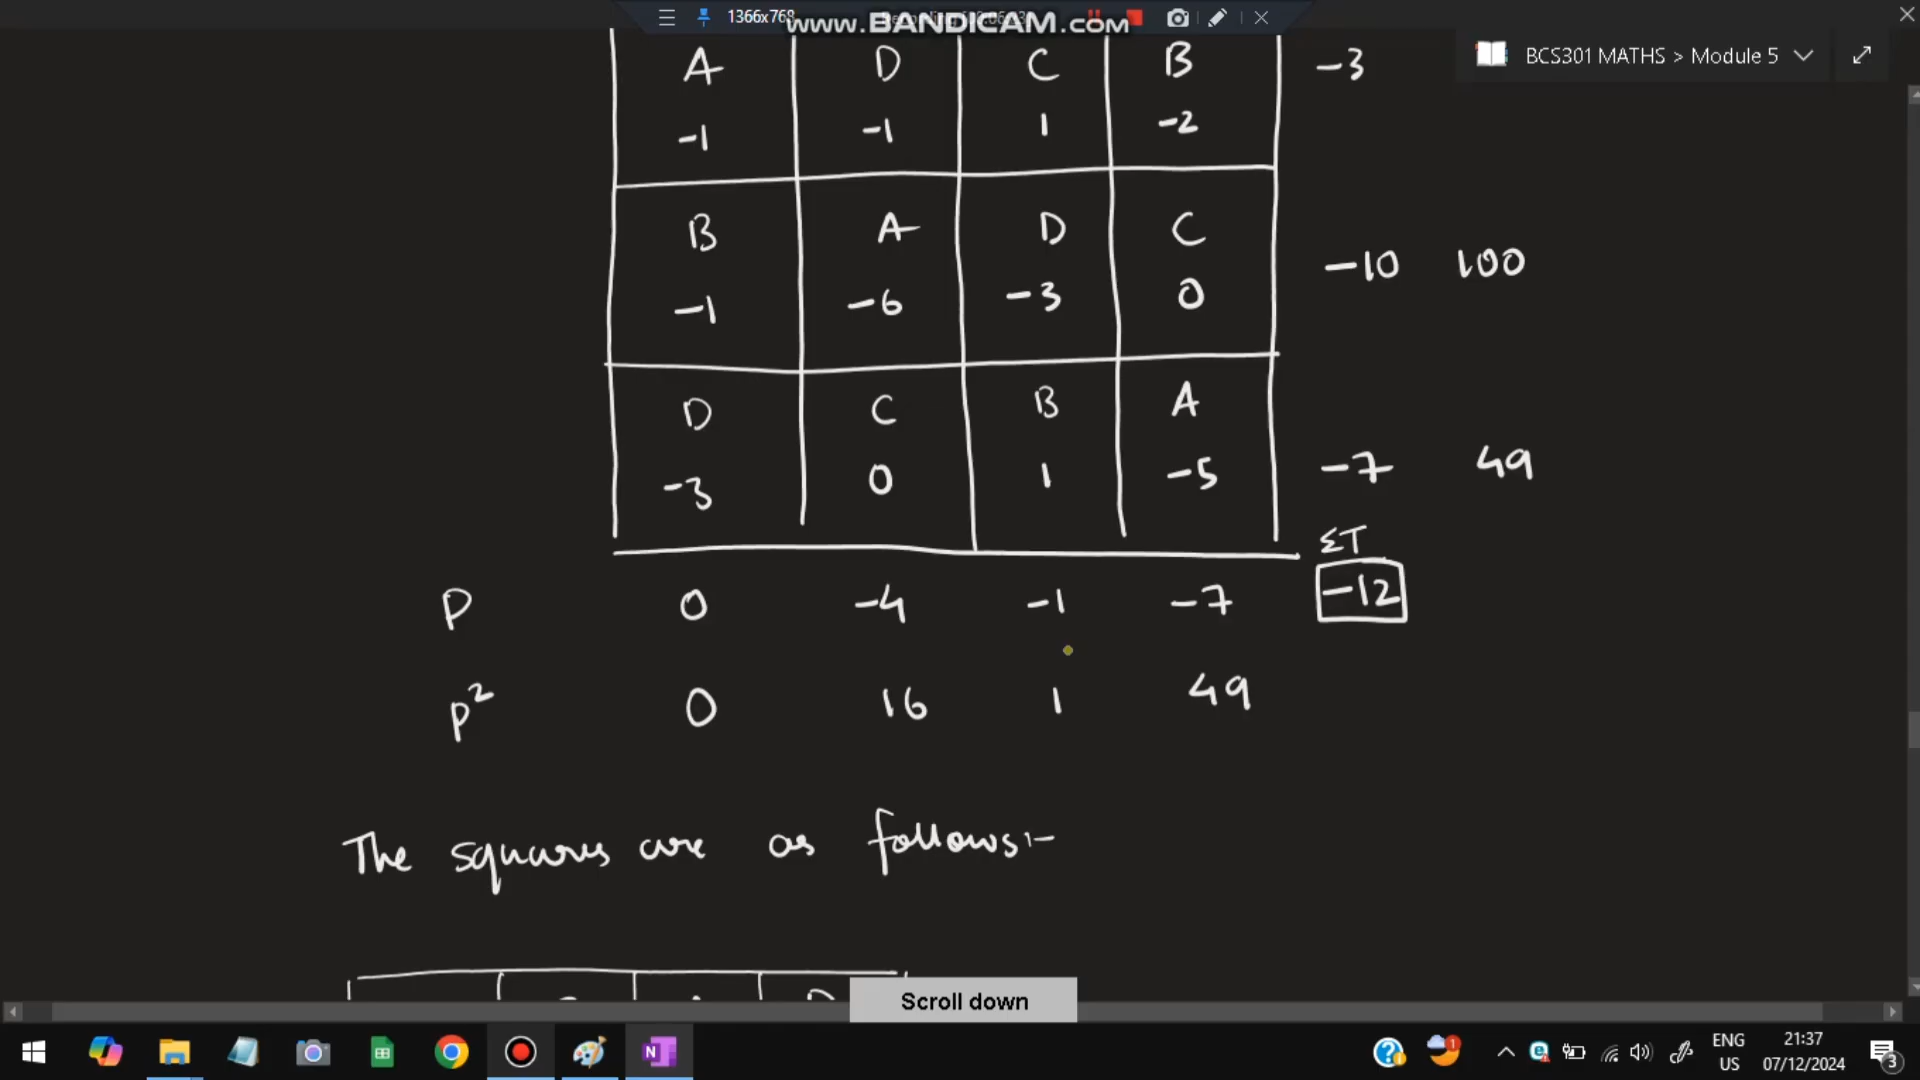 1366x768
www.BANDICAM.com
BCS301 MATHS > Module 5
A D C B -3
-1 -1 1 -2
B A D C
-10 100
-1 -6 -3 0
D C B A
-3 0 1 -5 -7 49
ΣT
P 0 -4 -1 -7 -12
P² 0 16 1 49
The squares are as follows:-
Scroll down
ENG
US
21:37
07/12/2024